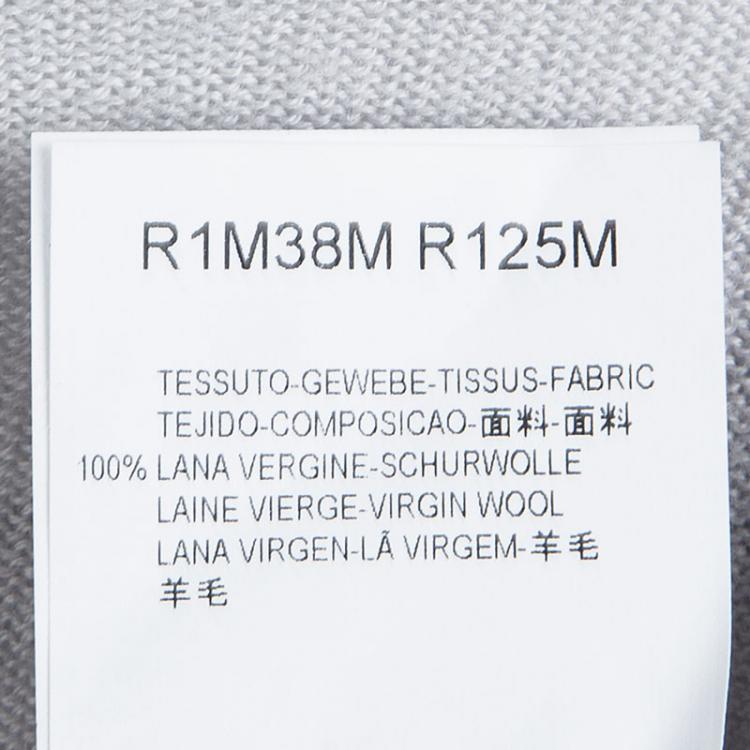 R1M38M R125M
TESSUTO-GEWEBE-TISSUS-FABRIC
TEJIDO-COMPOSICAO-面料-面料
100% LANA VERGINE-SCHURWOLLE
LAINE VIERGE-VIRGIN WOOL
LANA VIRGEN-LÃ VIRGEM-羊毛
羊毛